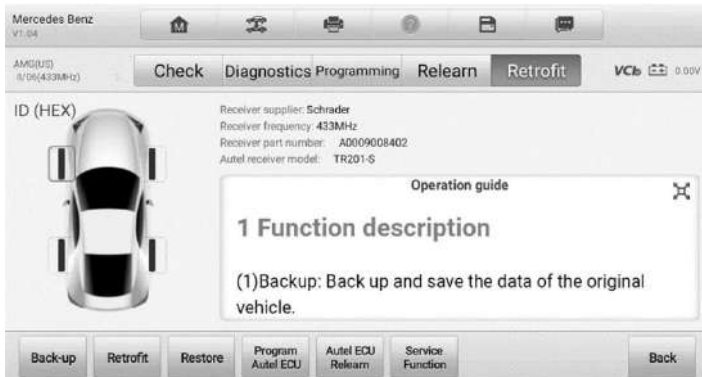 Mercedes Benz
V1.04
M
AMG(US)
Check
Diagnostics
Programming
Relearn
Retrofit
VCI
0.00V
ID (HEX)
Receiver supplier: Schrader
Receiver frequency: 433MHz
Receiver part number: A0009008402
Autel receiver model: TR201-S
Operation guide
1 Function description
(1)Backup: Back up and save the data of the original
vehicle.
Back-up
Retrofit
Restore
Program
Autel ECU
Autel ECU
Relearn
Service
Function
Back